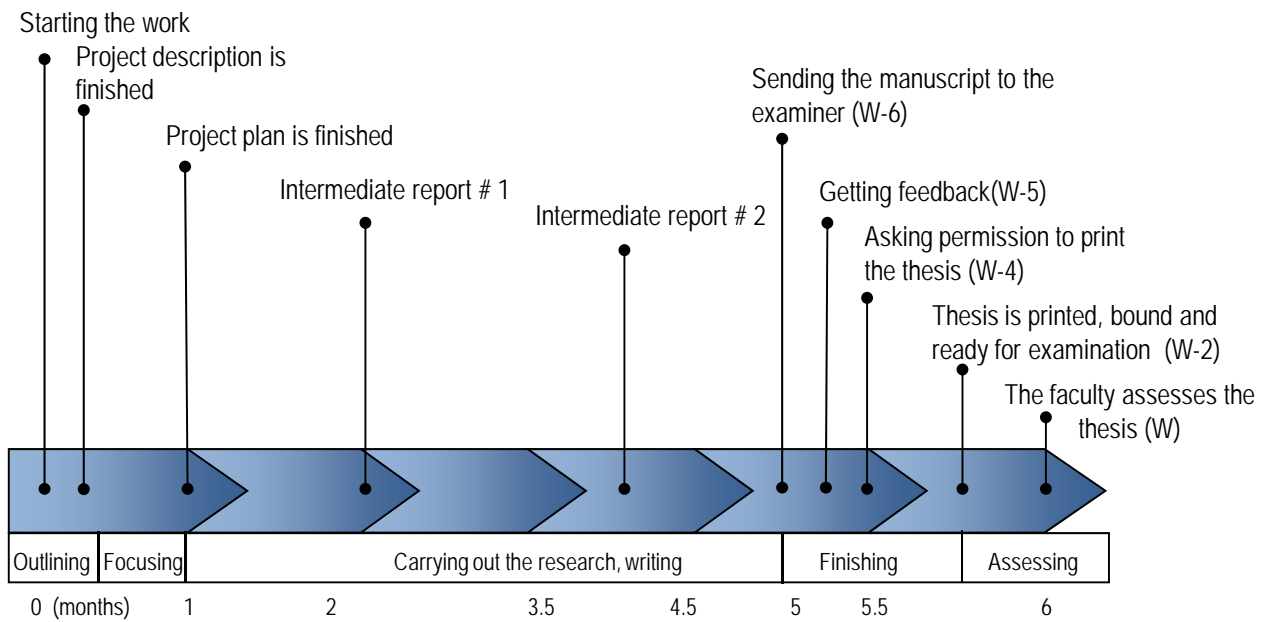 Starting the work
Project description is
finished
Project plan is finished
Intermediate report # 1
Intermediate report # 2
Sending the manuscript to the
examiner (W-6)
Getting feedback(W-5)
Asking permission to print
the thesis (W-4)
Thesis is printed, bound and
ready for examination (W-2)
The faculty assesses the
thesis (W)
Outlining Focusing Carrying out the research, writing Finishing Assessing
0 (months) 1 2 3.5 4.5 5 5.5 6